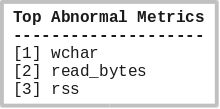 Top Abnormal Metrics
--------------------
[1] wchar
[2] read_bytes
[3] rss